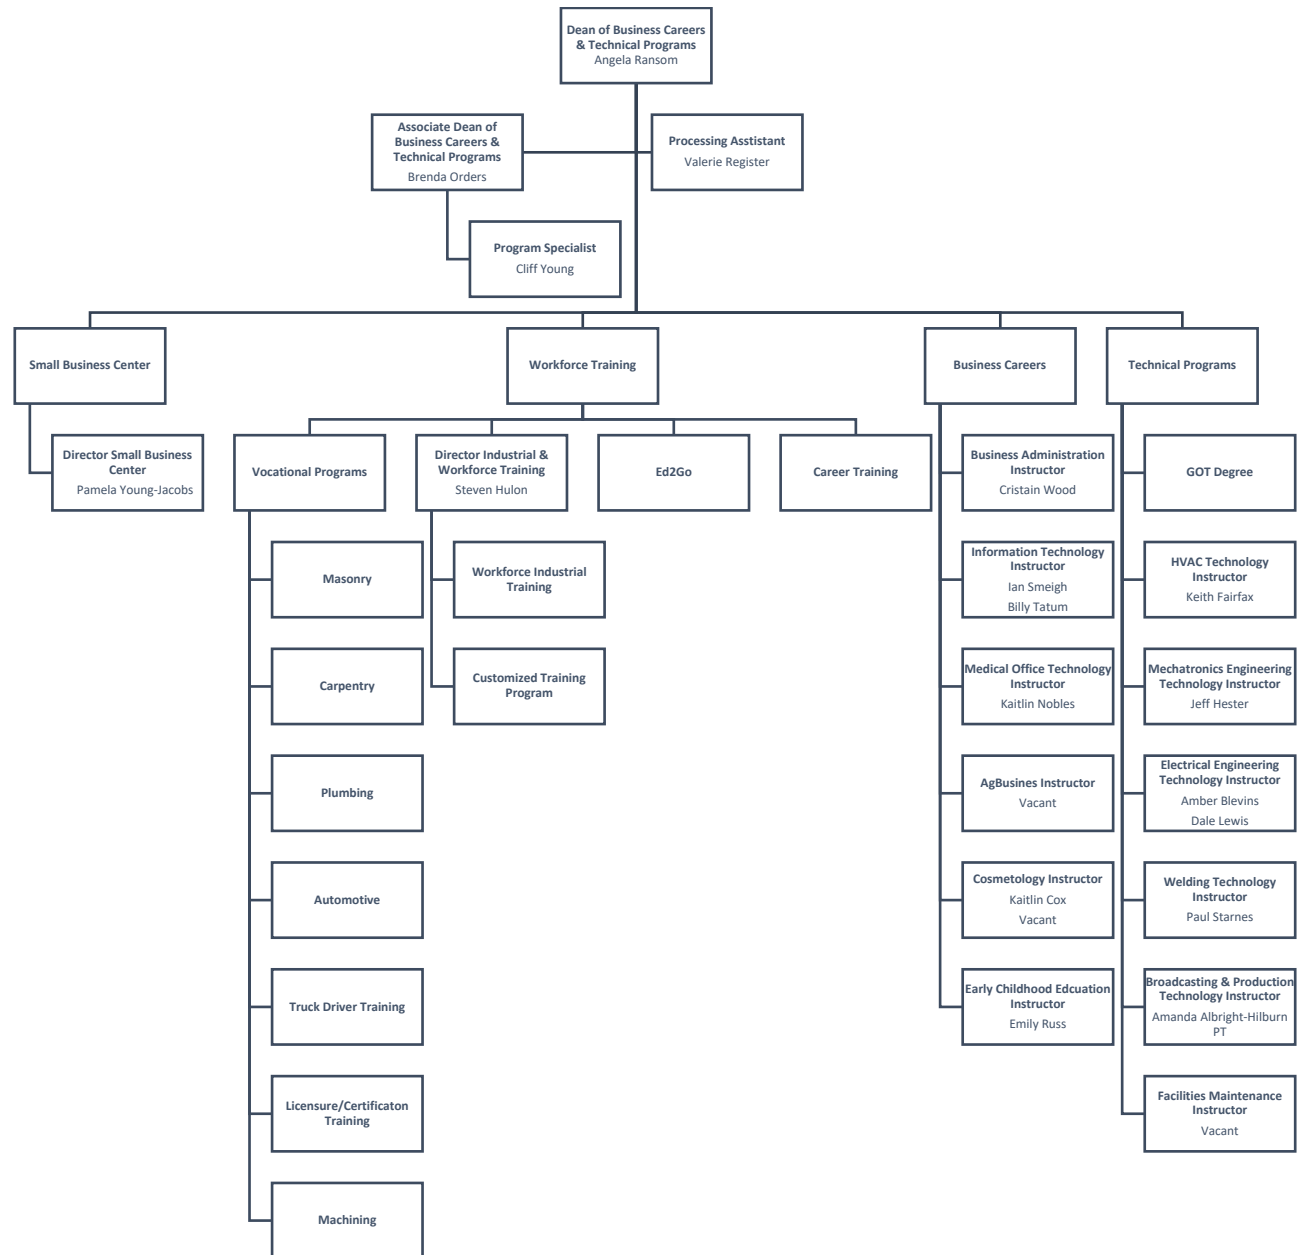 Dean of Business Careers
& Technical Programs
Angela Ransom
Associate Dean of
Business Careers &
Technical Programs
Brenda Orders
Processing Asstistant
Valerie Register
Program Specialist
Cliff Young
Small Business Center
Workforce Training
Business Careers
Technical Programs
Director Small Business
Center
Pamela Young-Jacobs
Vocational Programs
Director Industrial &
Workforce Training
Steven Hulon
Ed2Go
Career Training
Business Administration
Instructor
Cristain Wood
GOT Degree
Masonry
Workforce Industrial
Training
Information Technology
Instructor
Ian Smeigh
Billy Tatum
HVAC Technology
Instructor
Keith Fairfax
Carpentry
Customized Training
Program
Medical Office Technology
Instructor
Kaitlin Nobles
Mechatronics Engineering
Technology Instructor
Jeff Hester
Plumbing
AgBusines Instructor
Vacant
Electrical Engineering
Technology Instructor
Amber Blevins
Dale Lewis
Automotive
Cosmetology Instructor
Kaitlin Cox
Vacant
Welding Technology
Instructor
Paul Starnes
Truck Driver Training
Early Childhood Edcuation
Instructor
Emily Russ
Broadcasting & Production
Technology Instructor
Amanda Albright-Hilburn
PT
Licensure/Certificaton
Training
Facilities Maintenance
Instructor
Vacant
Machining